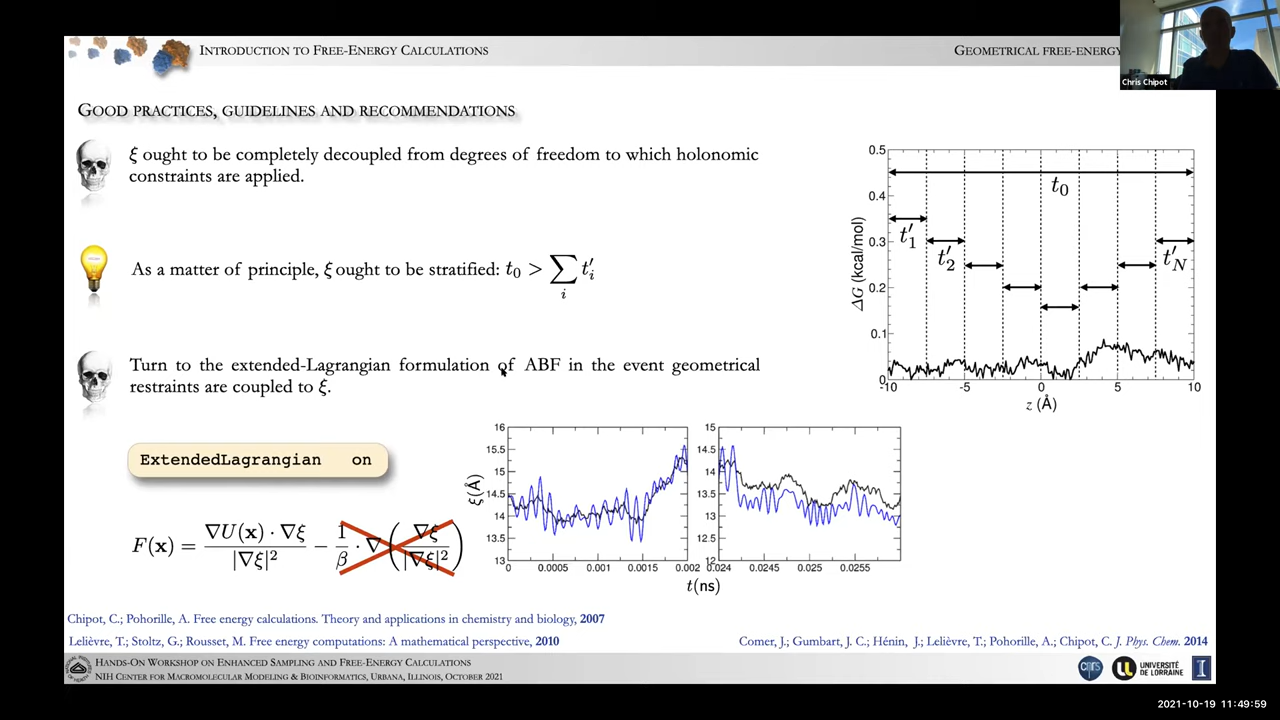 INTRODUCTION TO FREE-ENERGY CALCULATIONS
GEOMETRICAL FREE-ENERGY
Chris Chipot
GOOD PRACTICES, GUIDELINES AND RECOMMENDATIONS
ξ ought to be completely decoupled from degrees of freedom to which holonomic
constraints are applied.
As a matter of principle, ξ ought to be stratified: t₀ > ∑ᵢ t′ᵢ
Turn to the extended-Lagrangian formulation of ABF in the event geometrical
restraints are coupled to ξ.
ExtendedLagrangian on
F(x) = ∇U(x) · ∇ξ / |∇ξ|² − 1/β · ∇ (∇ξ / |∇ξ|²)
0.5
0.4
0.3
0.2
0.1
0
ΔG (kcal/mol)
t₀
t′₁
t′₂
t′N
-10 -5 0 5 10
z (Å)
16
15.5
15
14.5
14
13.5
13
ξ(Å)
0 0.0005 0.001 0.0015 0.002
15
14.5
14
13.5
13
12.5
12
0.024 0.0245 0.025 0.0255
t(ns)
Chipot, C.; Pohorille, A. Free energy calculations. Theory and applications in chemistry and biology, 2007
Lelièvre, T.; Stoltz, G.; Rousset, M. Free energy computations: A mathematical perspective, 2010
Comer, J.; Gumbart, J. C.; Hénin, J.; Lelièvre, T.; Pohorille, A.; Chipot, C. J. Phys. Chem. 2014
HANDS-ON WORKSHOP ON ENHANCED SAMPLING AND FREE-ENERGY CALCULATIONS
NIH CENTER FOR MACROMOLECULAR MODELING & BIOINFORMATICS, URBANA, ILLINOIS, OCTOBER 2021
cnrs
UNIVERSITÉ
DE LORRAINE
2021-10-19 11:49:59